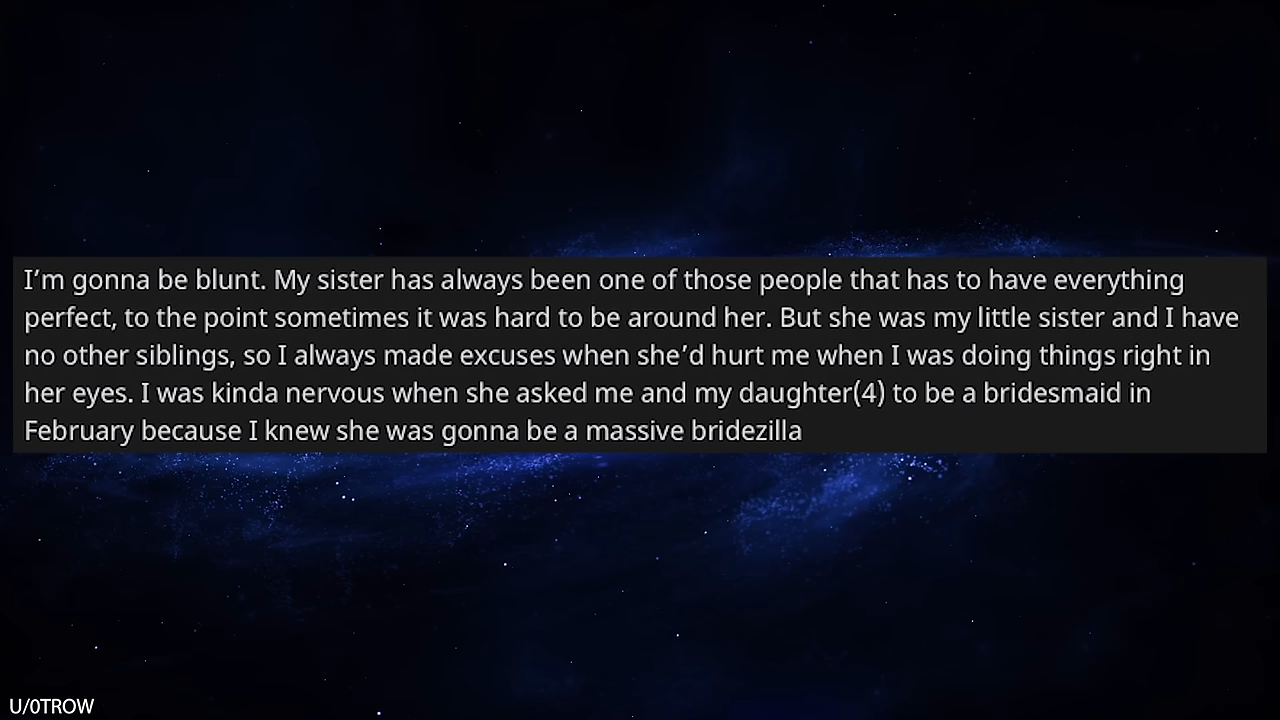 I’m gonna be blunt. My sister has always been one of those people that has to have everything
perfect, to the point sometimes it was hard to be around her. But she was my little sister and I have
no other siblings, so I always made excuses when she’d hurt me when I was doing things right in
her eyes. I was kinda nervous when she asked me and my daughter(4) to be a bridesmaid in
February because I knew she was gonna be a massive bridezilla
U/0TROW